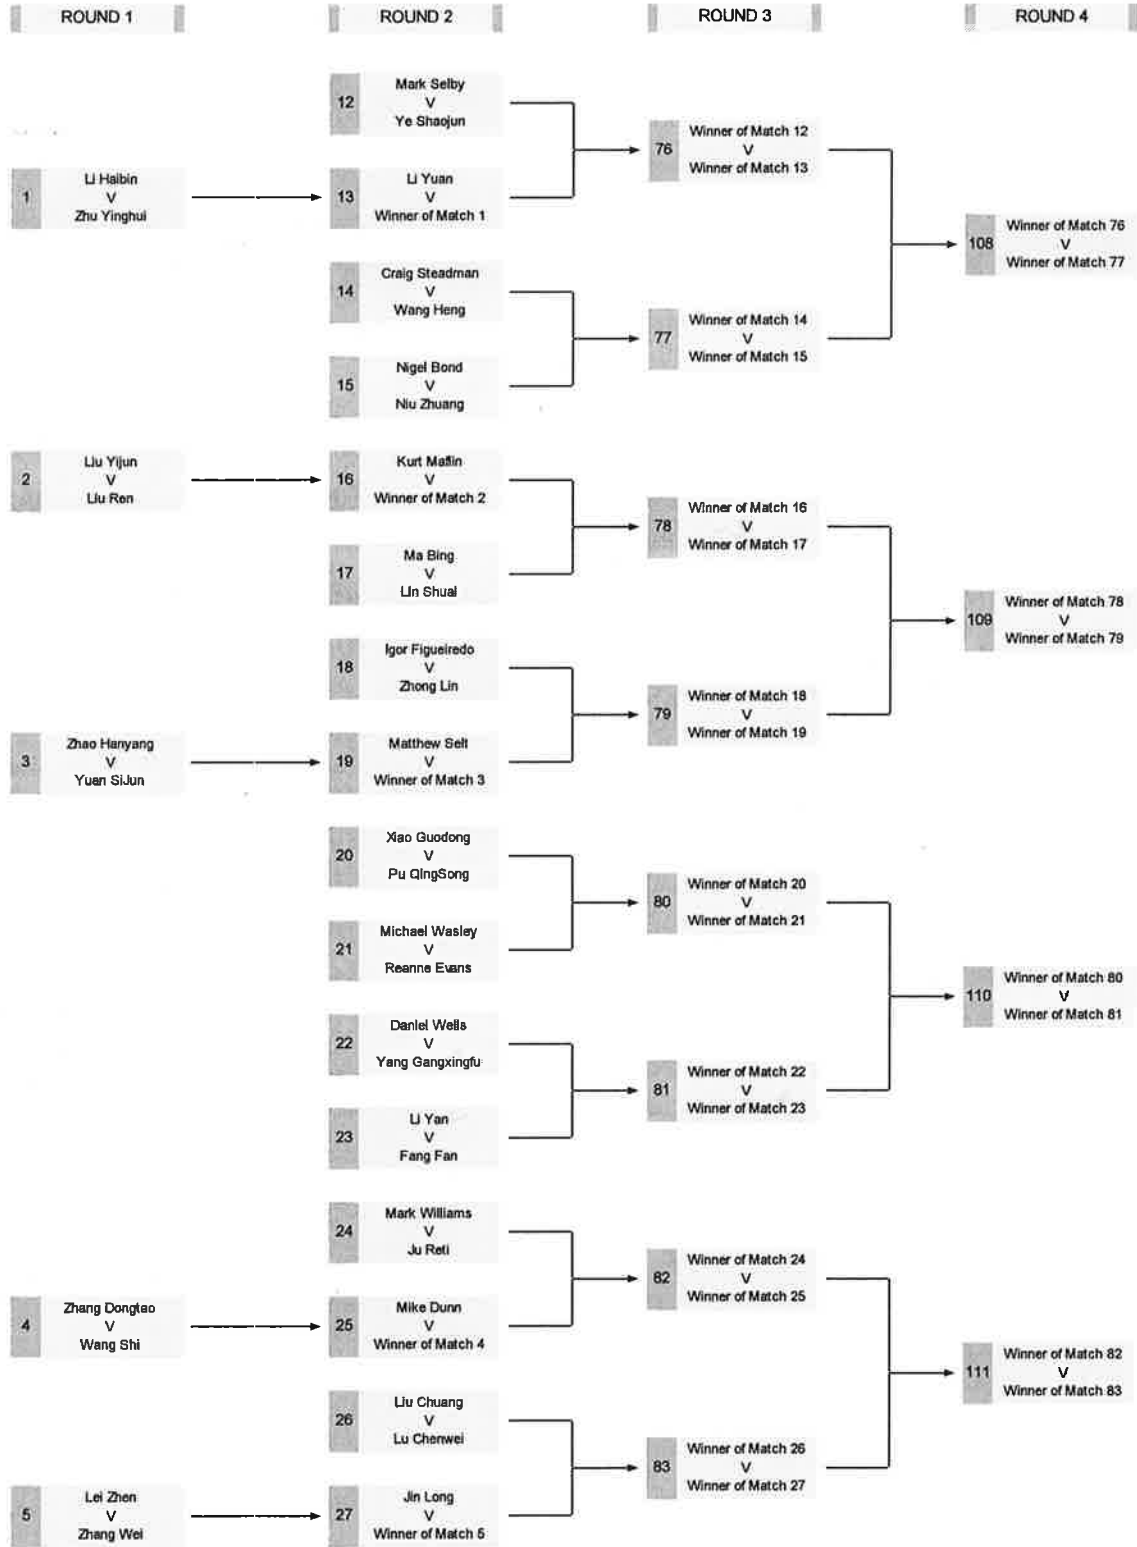 ROUND 1
ROUND 2
ROUND 3
ROUND 4
12
Mark Selby
V
Ye Shaojun
76
Winner of Match 12
V
Winner of Match 13
1
Li Haibin
V
Zhu Yinghui
13
Li Yuan
V
Winner of Match 1
108
Winner of Match 76
V
Winner of Match 77
14
Craig Steadman
V
Wang Heng
77
Winner of Match 14
V
Winner of Match 15
15
Nigel Bond
V
Niu Zhuang
2
Liu Yijun
V
Liu Ren
16
Kurt Maflin
V
Winner of Match 2
78
Winner of Match 16
V
Winner of Match 17
17
Ma Bing
V
Lin Shuai
109
Winner of Match 78
V
Winner of Match 79
18
Igor Figueiredo
V
Zhong Lin
79
Winner of Match 18
V
Winner of Match 19
3
Zhao Hanyang
V
Yuan SiJun
19
Matthew Selt
V
Winner of Match 3
20
Xiao Guodong
V
Pu QingSong
80
Winner of Match 20
V
Winner of Match 21
21
Michael Wasley
V
Reanne Evans
110
Winner of Match 80
V
Winner of Match 81
22
Daniel Wells
V
Yang Gangxingfu
81
Winner of Match 22
V
Winner of Match 23
23
Li Yan
V
Fang Fan
24
Mark Williams
V
Ju Reti
82
Winner of Match 24
V
Winner of Match 25
4
Zhang Dongtao
V
Wang Shi
25
Mike Dunn
V
Winner of Match 4
111
Winner of Match 82
V
Winner of Match 83
26
Liu Chuang
V
Lu Chenwei
83
Winner of Match 26
V
Winner of Match 27
5
Lei Zhen
V
Zhang Wei
27
Jin Long
V
Winner of Match 5